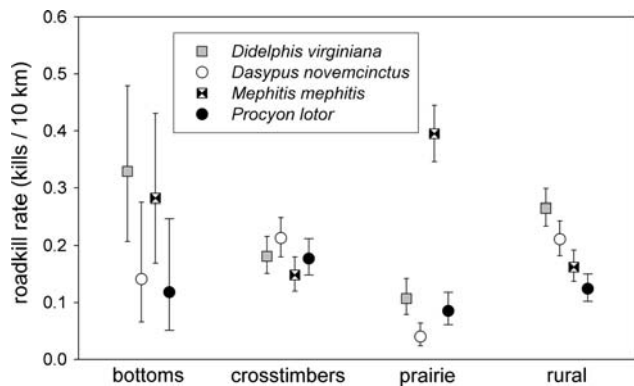 0.6
0.5
0.4
0.3
0.2
0.1
0.0
roadkill rate (kills / 10 km)
Didelphis virginiana
Dasypus novemcinctus
Mephitis mephitis
Procyon lotor
bottoms crosstimbers prairie rural